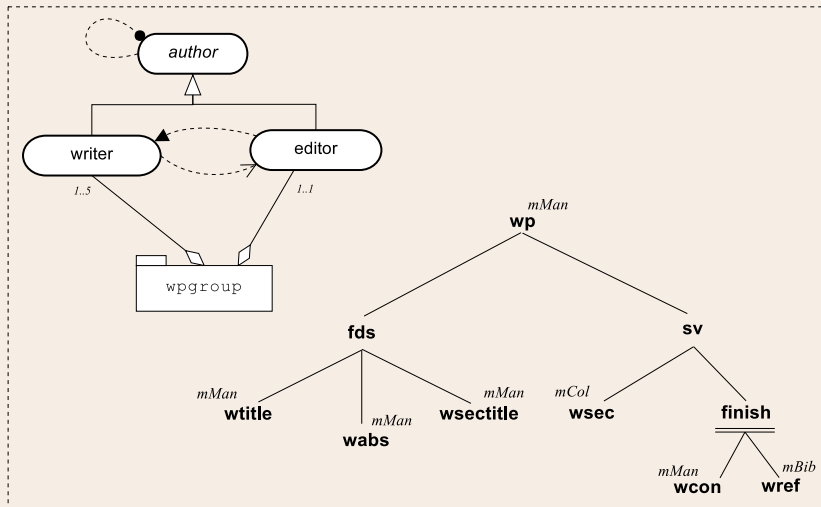 author
writer
editor
1..5
1..1
wpgroup
mMan
wp
fds
sv
mMan
wtitle
mMan
wabs
mMan
wsectitle
mCol
wsec
finish
mMan
wcon
mBib
wref